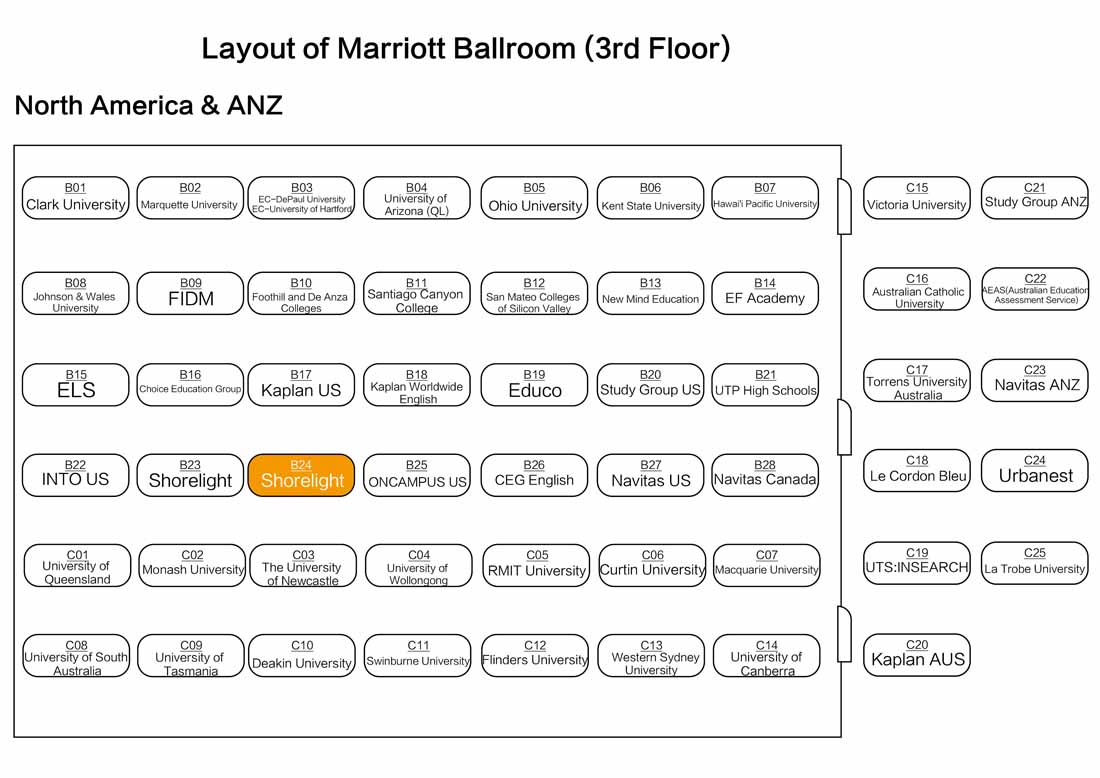 Layout of Marriott Ballroom (3rd Floor)
North America & ANZ
B01
Clark University
B02
Marquette University
B03
EC-DePaul University
EC-University of Hartford
B04
University of
Arizona (QL)
B05
Ohio University
B06
Kent State University
B07
Hawai'i Pacific University
C15
Victoria University
C21
Study Group ANZ
B08
Johnson & Wales
University
B09
FIDM
B10
Foothill and De Anza
Colleges
B11
Santiago Canyon
College
B12
San Mateo Colleges
of Silicon Valley
B13
New Mind Education
B14
EF Academy
C16
Australian Catholic
University
C22
AEAS(Australian Education
Assessment Service)
B15
ELS
B16
Choice Education Group
B17
Kaplan US
B18
Kaplan Worldwide
English
B19
Educo
B20
Study Group US
B21
UTP High Schools
C17
Torrens University
Australia
C23
Navitas ANZ
B22
INTO US
B23
Shorelight
B24
Shorelight
B25
ONCAMPUS US
B26
CEG English
B27
Navitas US
B28
Navitas Canada
C18
Le Cordon Bleu
C24
Urbanest
C01
University of
Queensland
C02
Monash University
C03
The University
of Newcastle
C04
University of
Wollongong
C05
RMIT University
C06
Curtin University
C07
Macquarie University
C19
UTS:INSEARCH
C25
La Trobe University
C08
University of South
Australia
C09
University of
Tasmania
C10
Deakin University
C11
Swinburne University
C12
Flinders University
C13
Western Sydney
University
C14
University of
Canberra
C20
Kaplan AUS